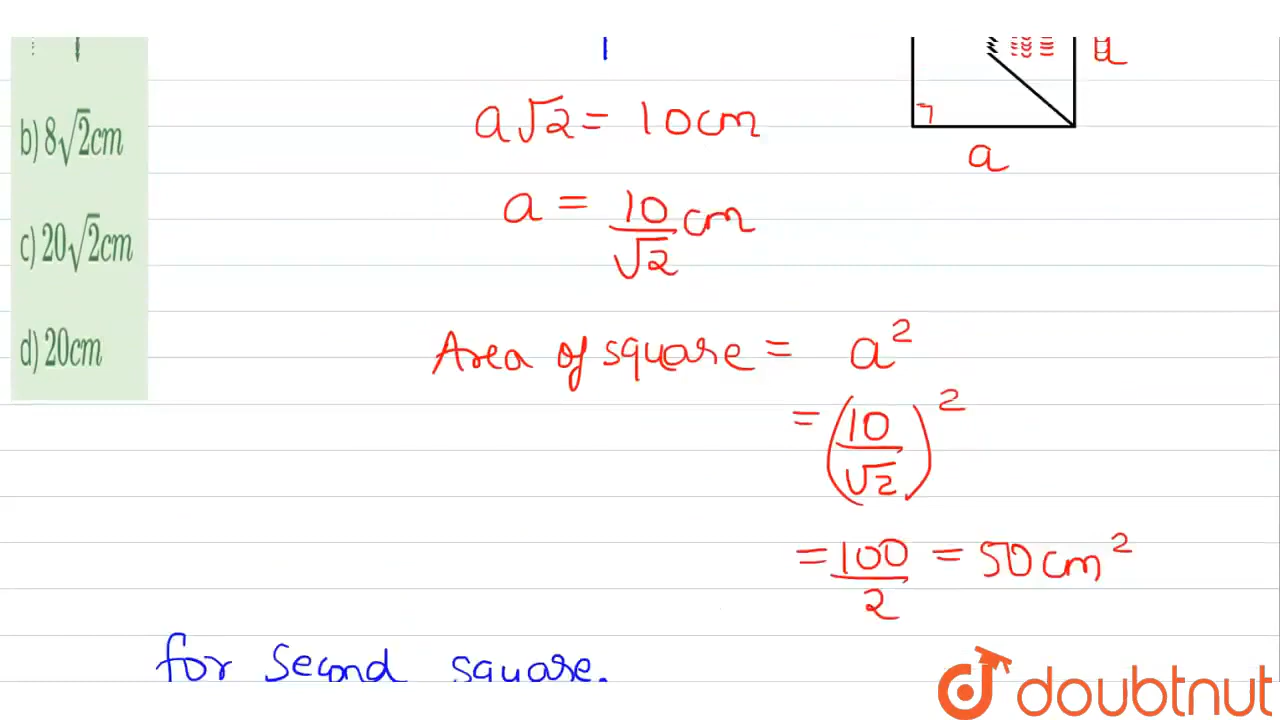 b) 8√2cm
c) 20√2cm
d) 20cm
a√2 = 10cm
a
a = 10/√2 cm
Area of square = a²
= (10/√2)²
= 100/2 = 50cm²
for Second square.
doubtnut